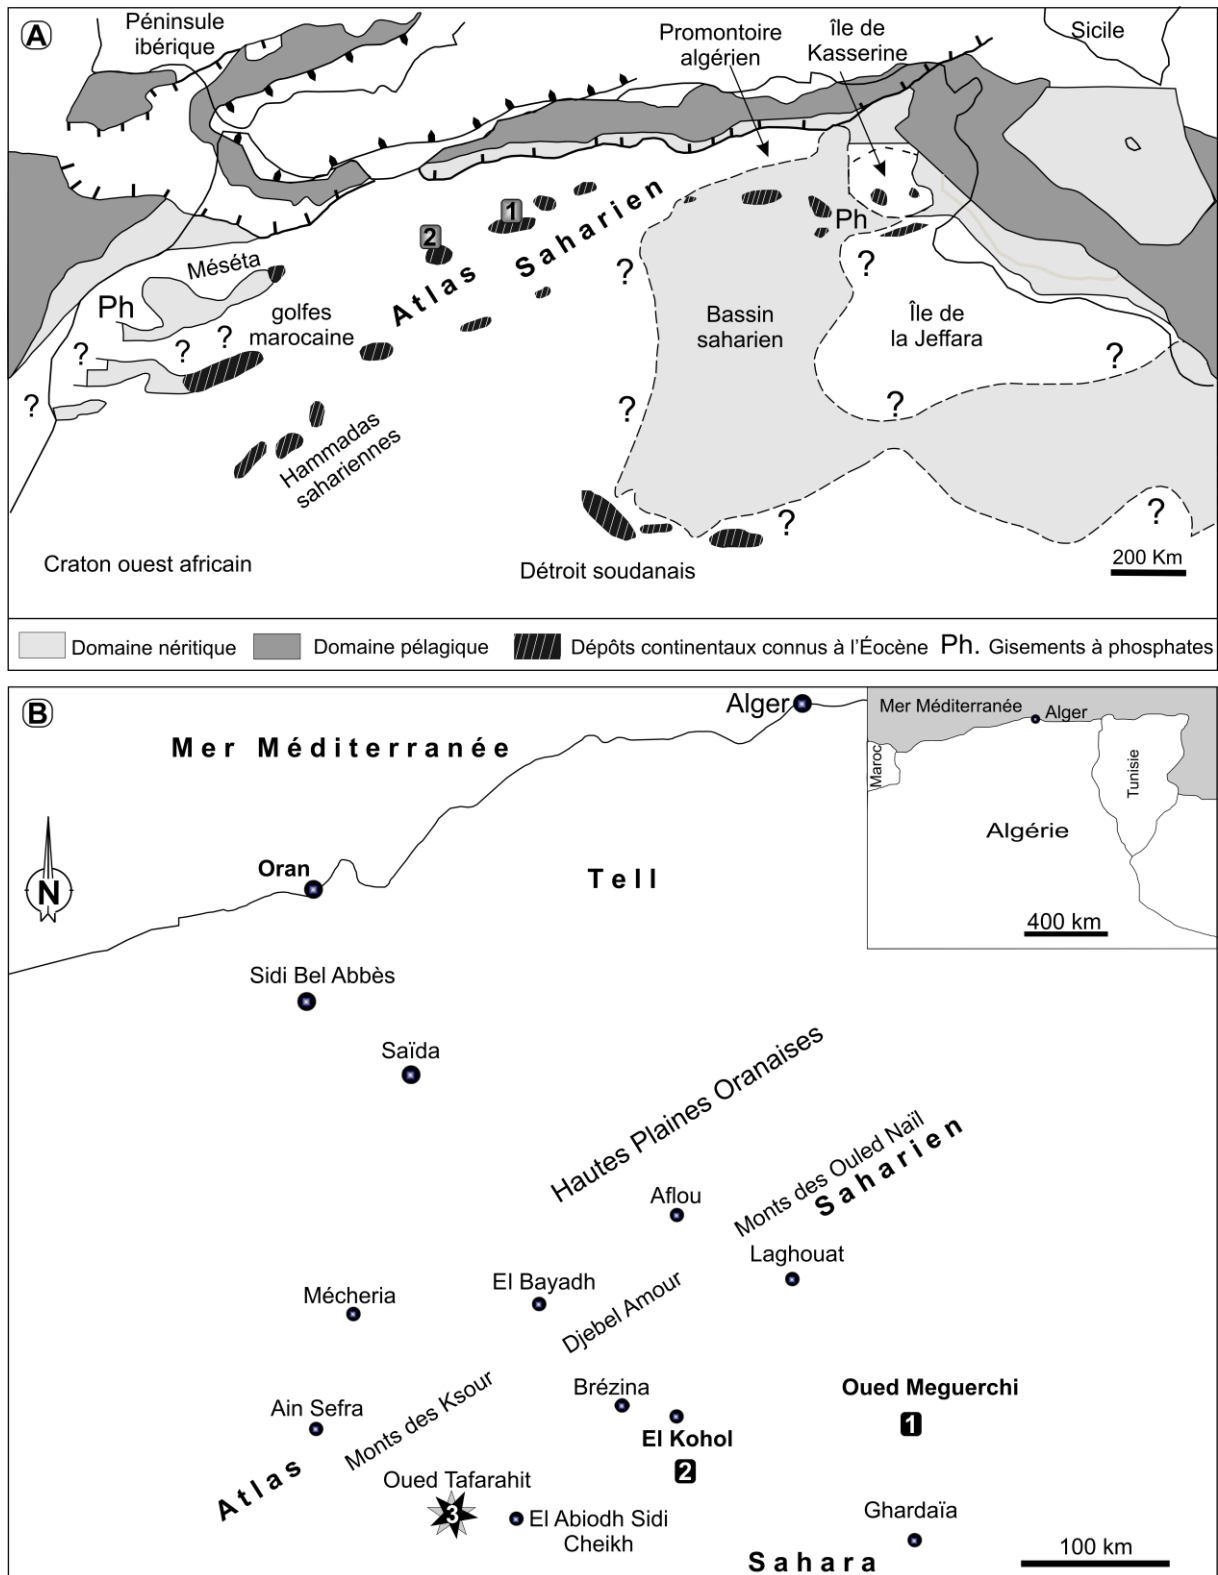 A
Péninsule
ibérique
Promontoire
algérien
île de
Kasserine
Sicile
1
2
Atlas Saharien
Ph
Méséta
Ph
golfes
marocaine
?
?
?
?
?
?
?
?
?
?
?
Bassin
saharien
Île de
la Jeffara
Hammadas
sahariennes
Craton ouest africain
Détroit soudanais
200 Km
Domaine néritique
Domaine pélagique
Dépôts continentaux connus à l'Éocène
Ph. Gisements à phosphates
B
Alger
Mer Méditerranée
Mer Méditerranée
Alger
Maroc
Tunisie
Algérie
400 km
N
Oran
Tell
Sidi Bel Abbès
Saïda
Hautes Plaines Oranaises
Monts des Ouled Naïl
Saharien
Aflou
Laghouat
El Bayadh
Djebel Amour
Mécheria
Brézina
Oued Meguerchi
1
Ain Sefra
Monts des Ksour
El Kohol
2
Atlas
Oued Tafarahit
3
El Abiodh Sidi
Cheikh
Ghardaïa
Sahara
100 km